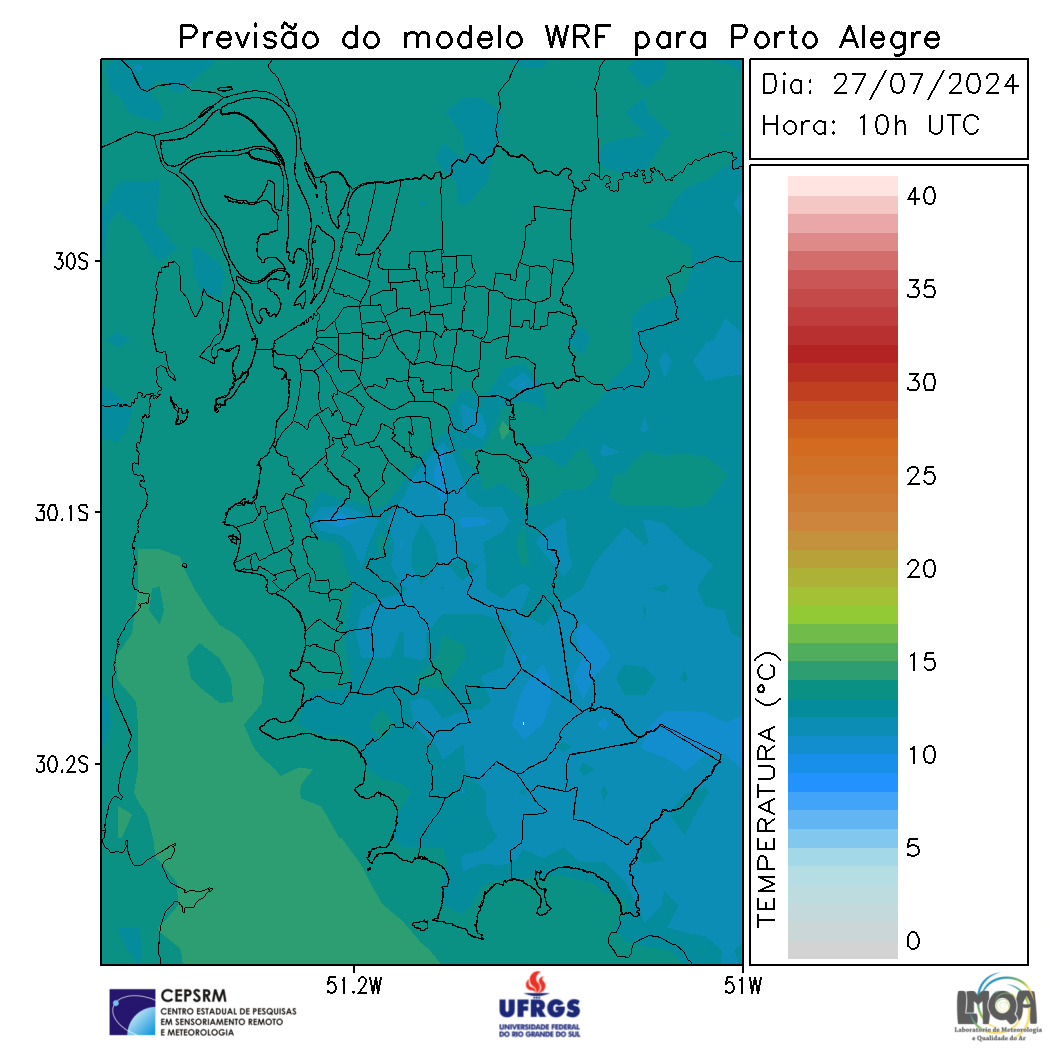 Previsão do modelo WRF para Porto Alegre
Dia: 27/07/2024
Hora: 10h UTC
30S
30.1S
30.2S
51.2W
51W
TEMPERATURA (°C)
40
35
30
25
20
15
10
5
0
CEPSRM
CENTRO ESTADUAL DE PESQUISAS
EM SENSORIAMENTO REMOTO
E METEOROLOGIA
UFRGS
UNIVERSIDADE FEDERAL
DO RIO GRANDE DO SUL
LMQA
Laboratório de Meteorologia
e Qualidade do Ar